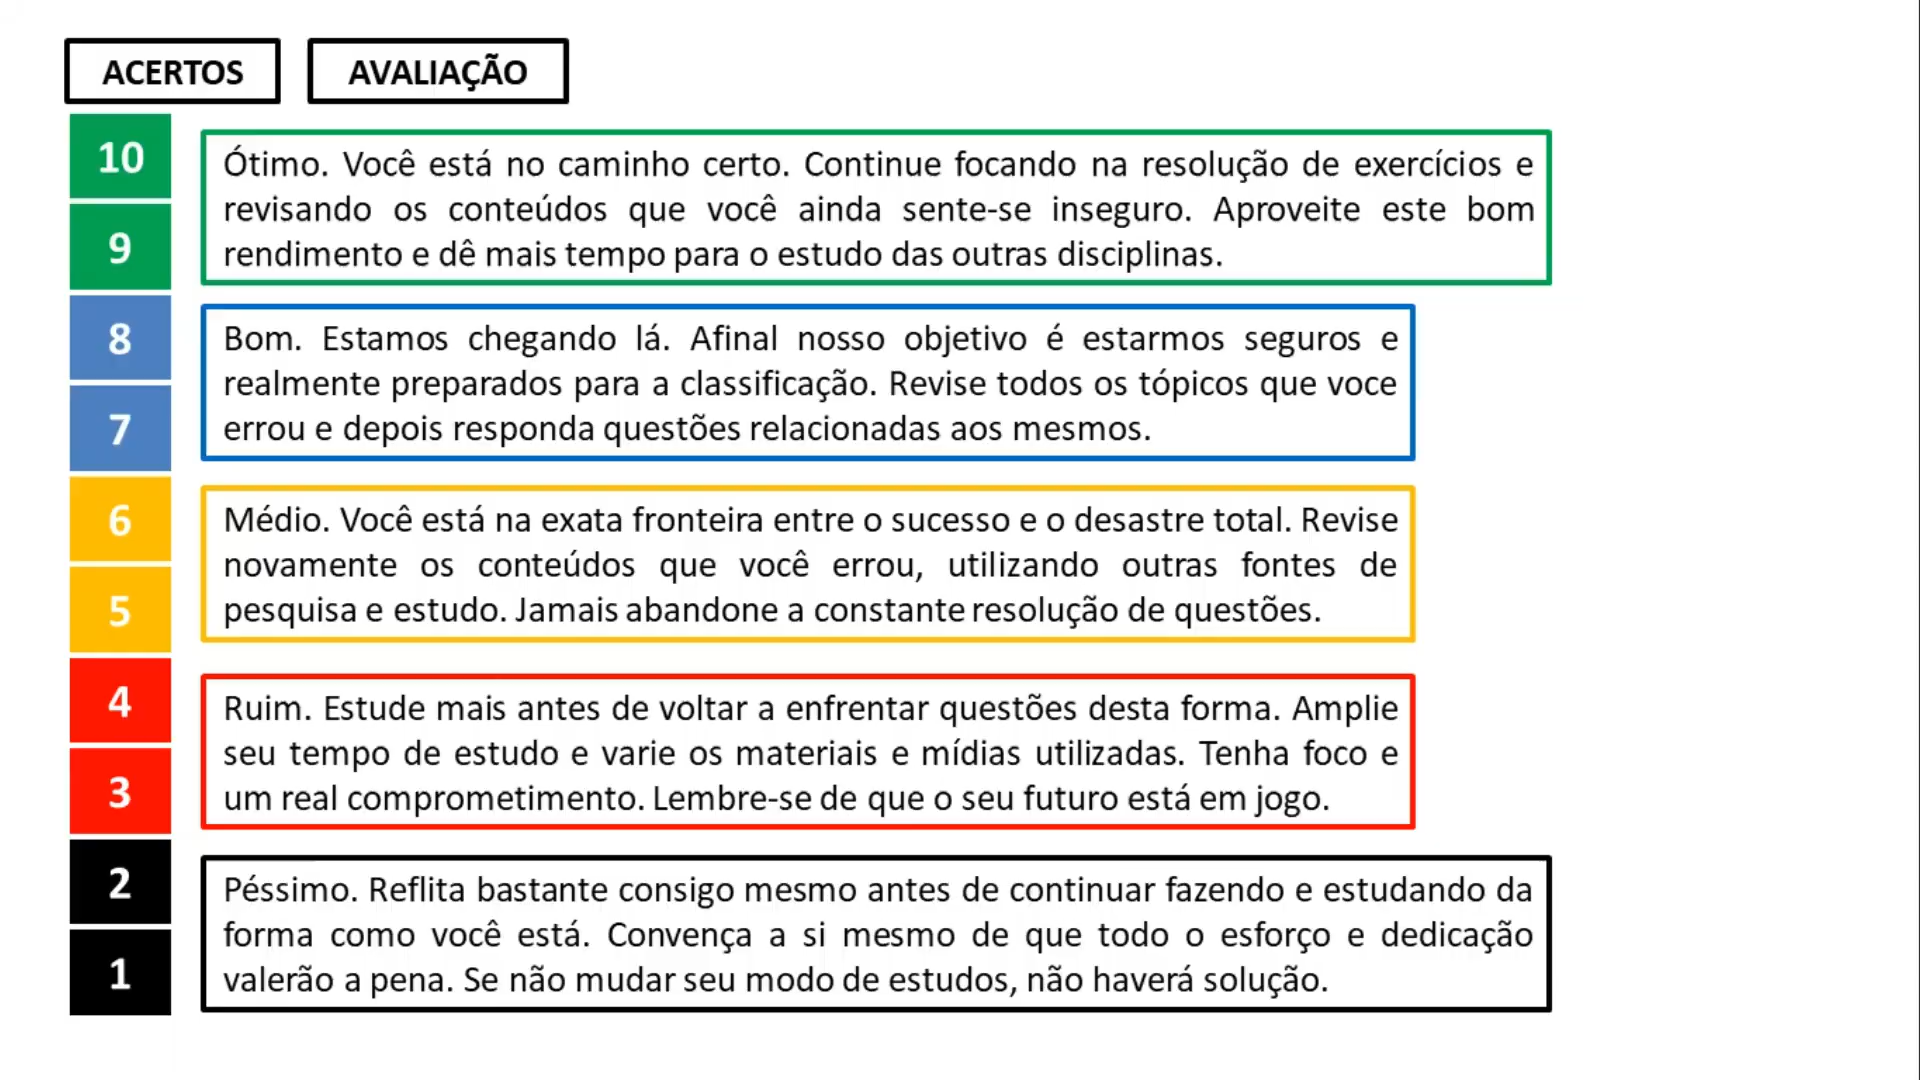 ACERTOS AVALIAÇÃO
10
9
Ótimo. Você está no caminho certo. Continue focando na resolução de exercícios e
revisando os conteúdos que você ainda sente-se inseguro. Aproveite este bom
rendimento e dê mais tempo para o estudo das outras disciplinas.
8
7
Bom. Estamos chegando lá. Afinal nosso objetivo é estarmos seguros e
realmente preparados para a classificação. Revise todos os tópicos que voce
errou e depois responda questões relacionadas aos mesmos.
6
5
Médio. Você está na exata fronteira entre o sucesso e o desastre total. Revise
novamente os conteúdos que você errou, utilizando outras fontes de
pesquisa e estudo. Jamais abandone a constante resolução de questões.
4
3
Ruim. Estude mais antes de voltar a enfrentar questões desta forma. Amplie
seu tempo de estudo e varie os materiais e mídias utilizadas. Tenha foco e
um real comprometimento. Lembre-se de que o seu futuro está em jogo.
2
1
Péssimo. Reflita bastante consigo mesmo antes de continuar fazendo e estudando da
forma como você está. Convença a si mesmo de que todo o esforço e dedicação
valerão a pena. Se não mudar seu modo de estudos, não haverá solução.